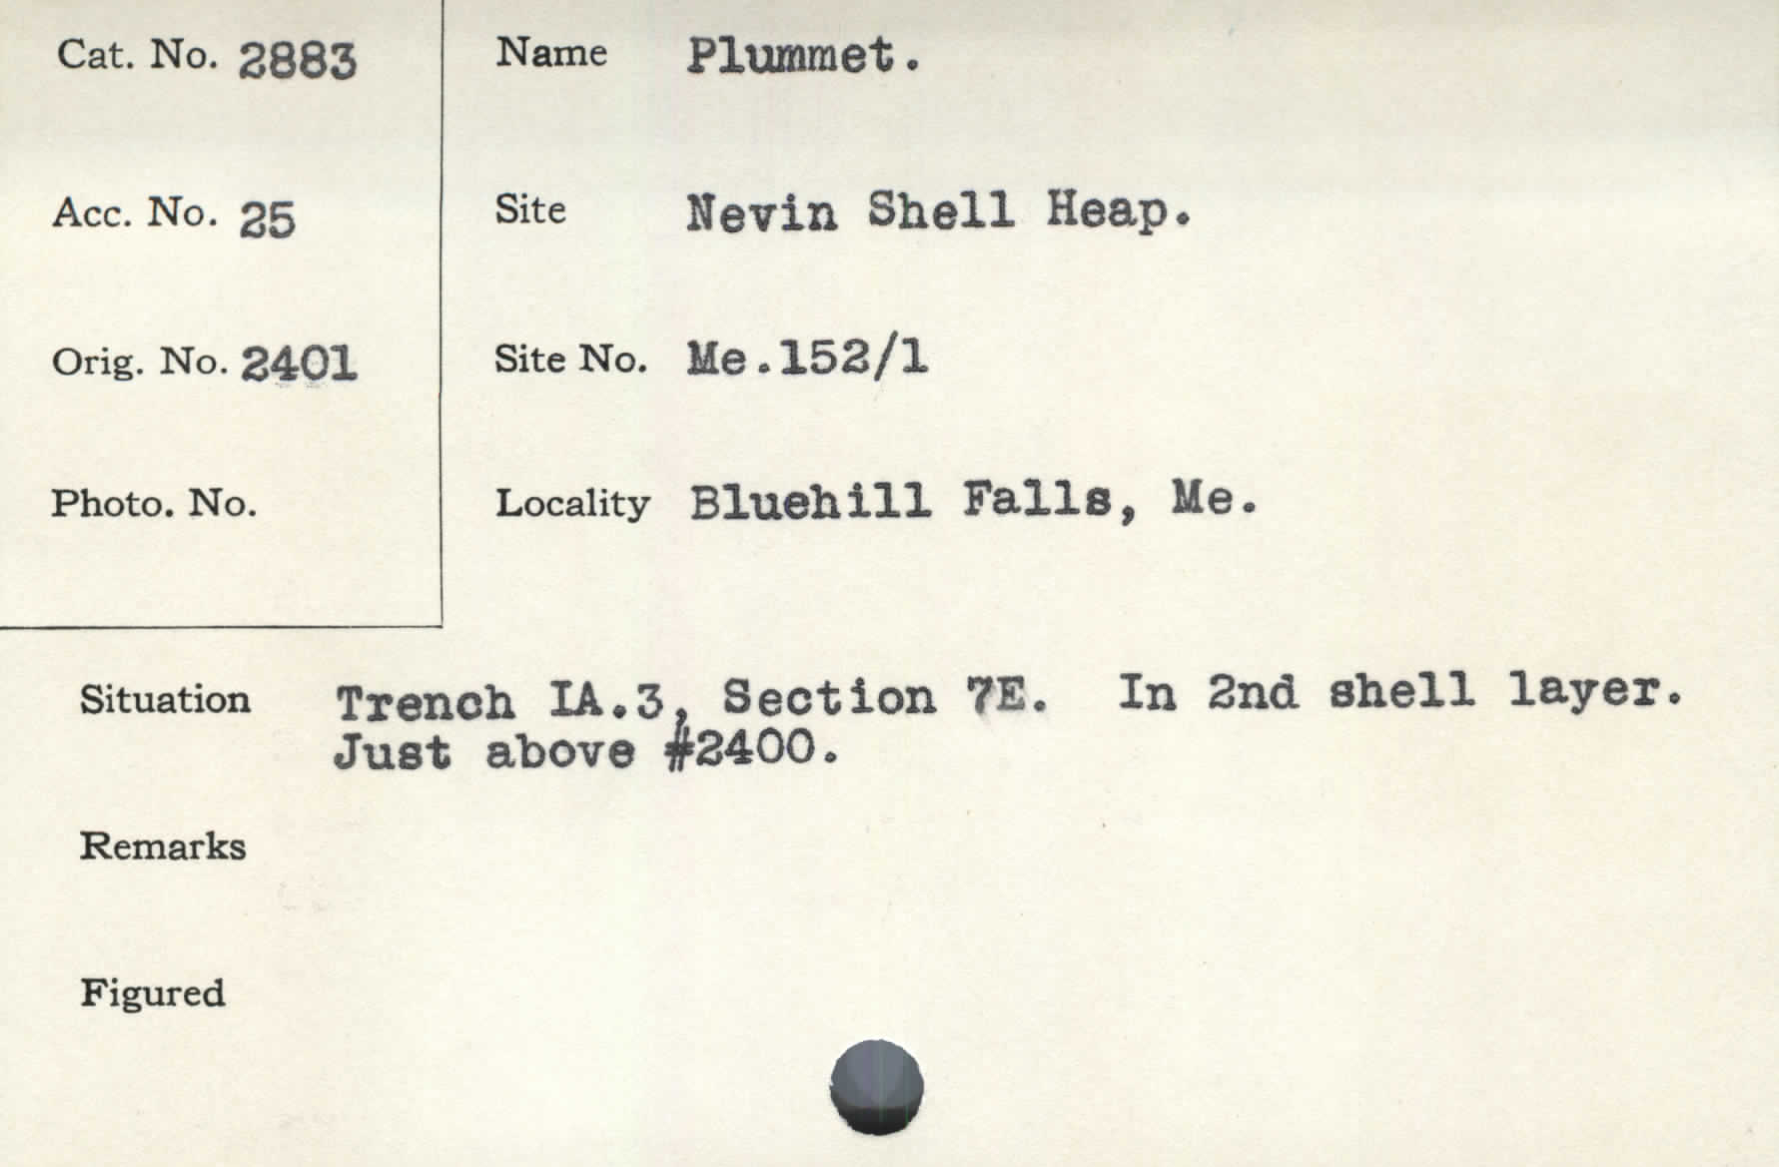 Cat. No. 2883
Name Plummet.
Acc. No. 25
Site Nevin Shell Heap.
Orig. No. 2401
Site No. Me.152/1
Photo. No.
Locality Bluehill Falls, Me.
Situation Trench IA.3, Section 7E. In 2nd shell layer.
Just above #2400.
Remarks
Figured